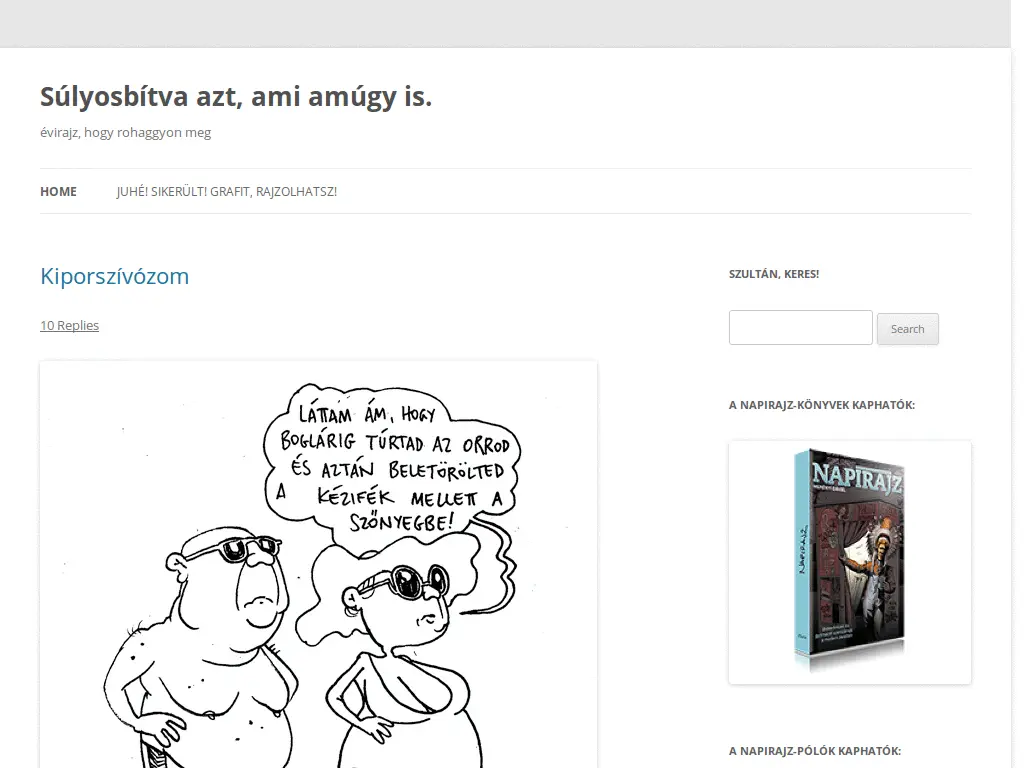 Súlyosbítva azt, ami amúgy is.
évirajz, hogy rohaggyon meg
HOME
JUHÉ! SIKERÜLT! GRAFIT, RAJZOLHATSZ!
Kiporszívózom
10 Replies
LÁTTAM ÁM, HOGY
BOGLÁRIG TÚRTAD AZ ORROD
ÉS AZTÁN BELETÖRÖLTED
A KÉZIFÉK MELLETT A
SZŐNYEGBE!
SZULTÁN, KERES!
Search
A NAPIRAJZ-KÖNYVEK KAPHATÓK:
NAPIRAJZ
NAPIRAJZ
A NAPIRAJZ-PÓLÓK KAPHATÓK: